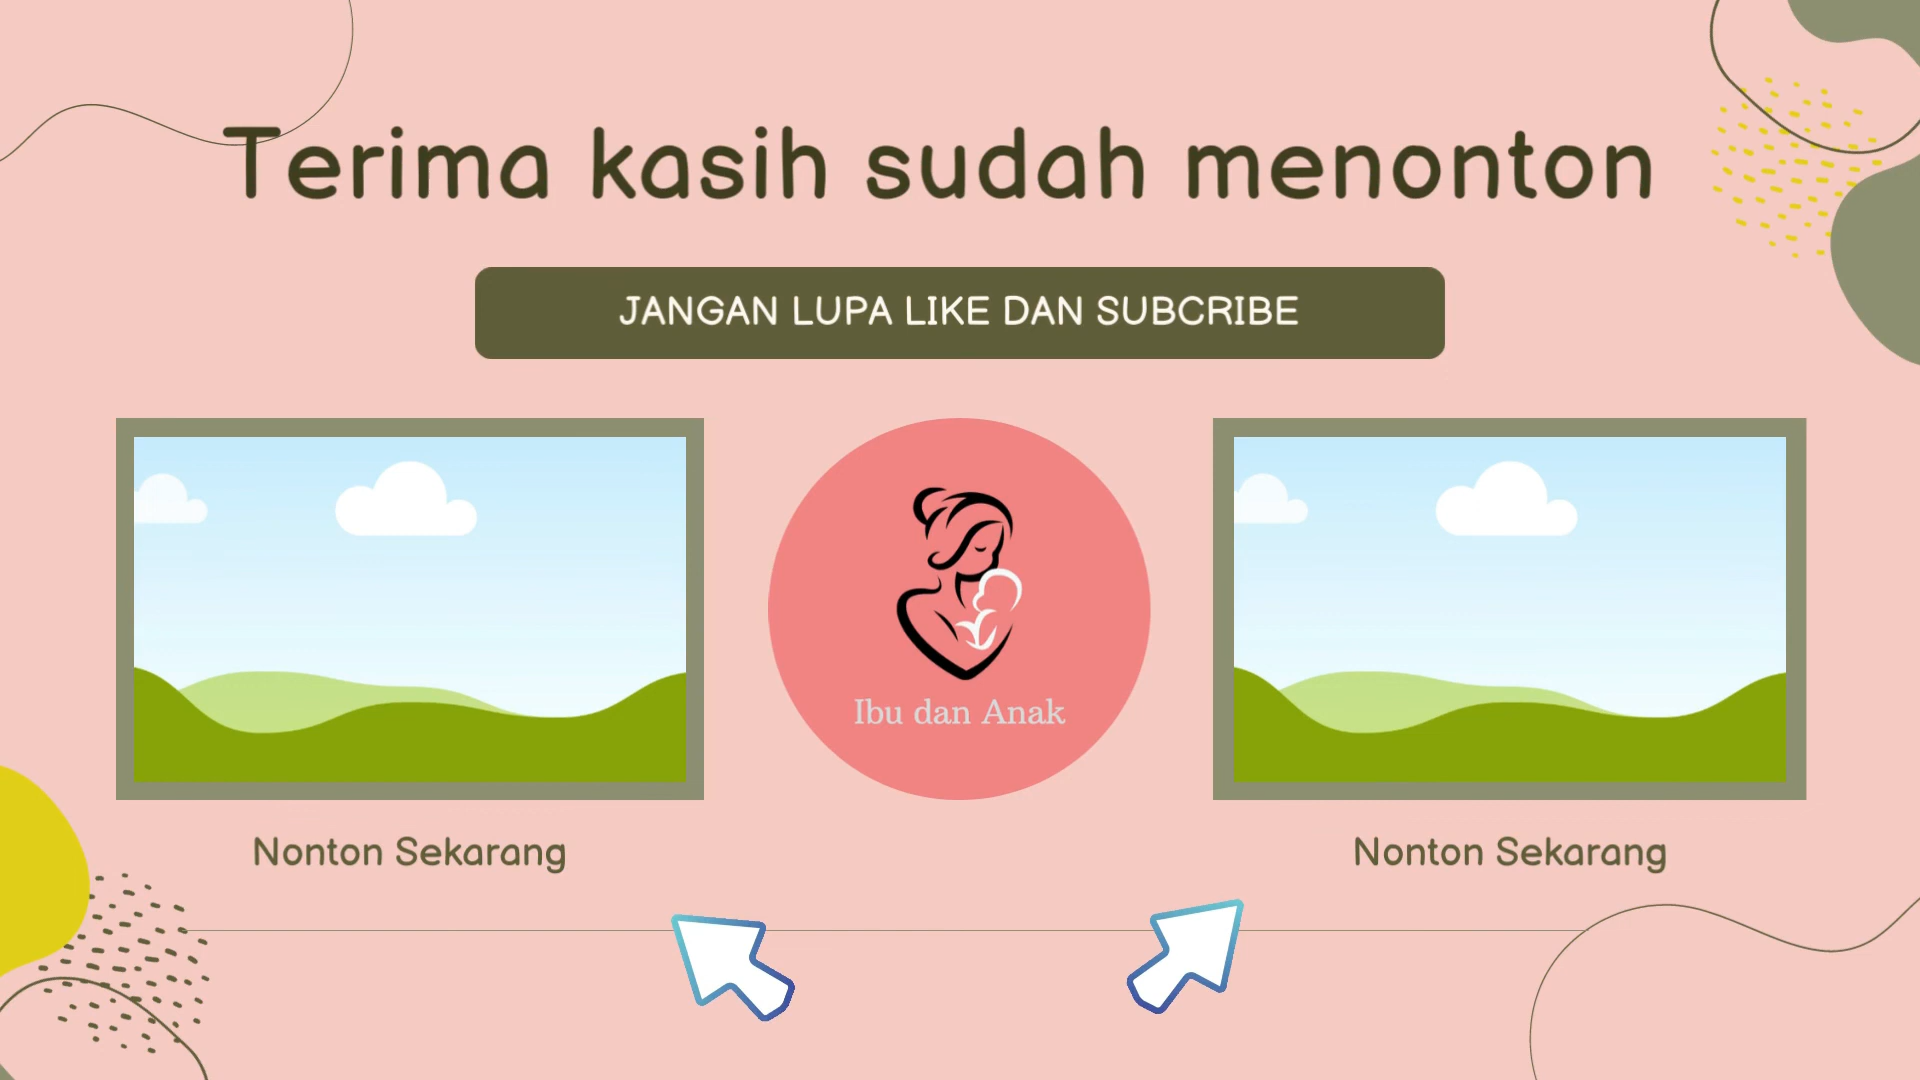 Terima kasih sudah menonton
JANGAN LUPA LIKE DAN SUBCRIBE
Ibu dan Anak
Nonton Sekarang
Nonton Sekarang